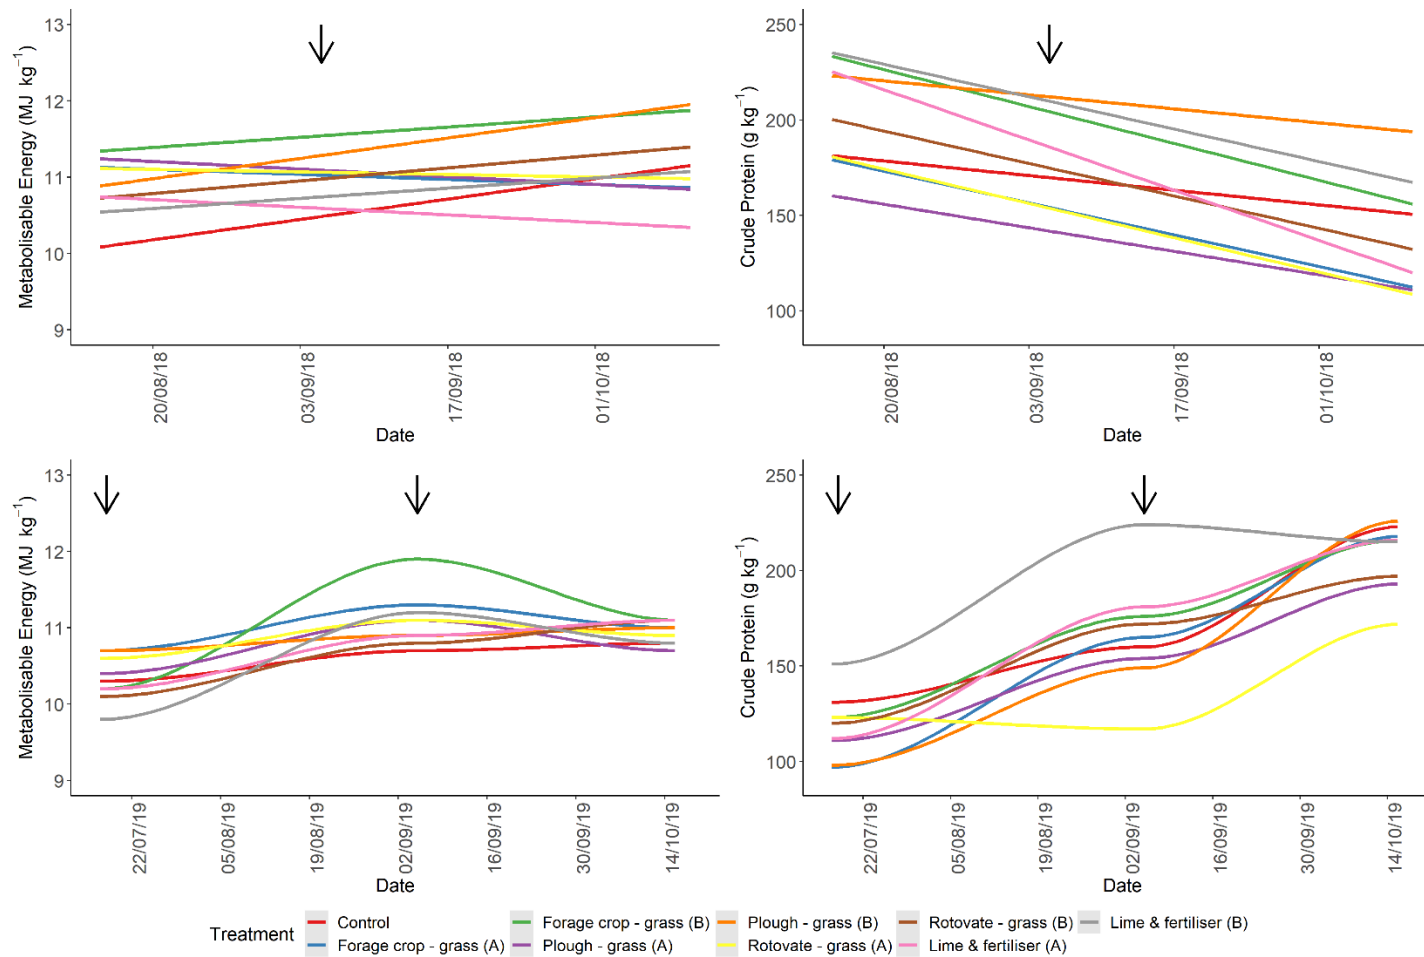 13
12
11
10
9
Metabolisable Energy (MJ kg⁻¹)
20/08/18
03/09/18
17/09/18
01/10/18
Date
250
200
150
100
Crude Protein (g kg⁻¹)
20/08/18
03/09/18
17/09/18
01/10/18
Date
13
12
11
10
9
Metabolisable Energy (MJ kg⁻¹)
22/07/19
05/08/19
19/08/19
02/09/19
16/09/19
30/09/19
14/10/19
Date
250
200
150
100
Crude Protein (g kg⁻¹)
22/07/19
05/08/19
19/08/19
02/09/19
16/09/19
30/09/19
14/10/19
Date
Treatment
Control
Forage crop - grass (A)
Forage crop - grass (B)
Plough - grass (A)
Plough - grass (B)
Rotovate - grass (A)
Rotovate - grass (B)
Lime & fertiliser (A)
Lime & fertiliser (B)